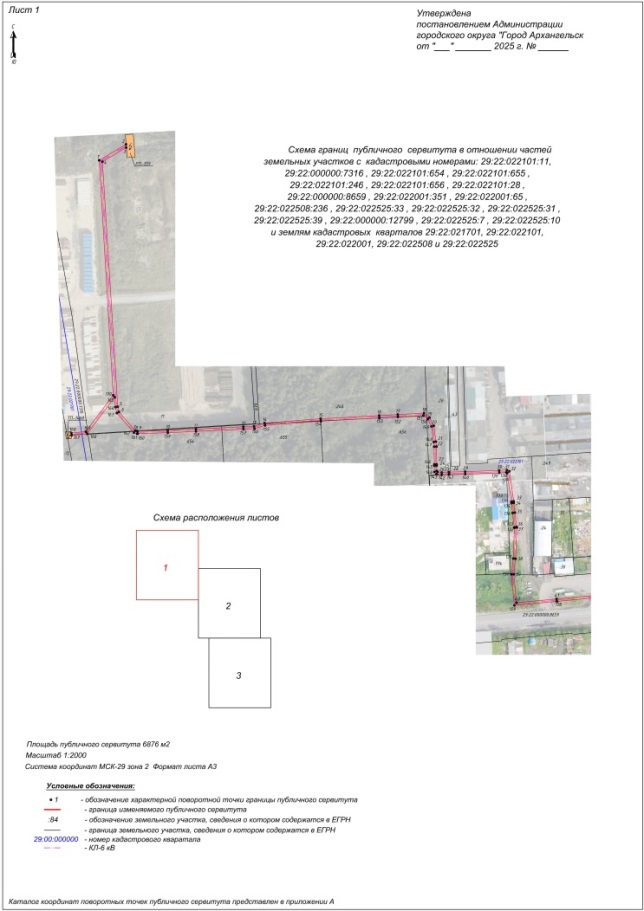 Лист 1
Утверждена
постановлением Администрации
городского округа "Город Архангельск
от "___" ________ 2025 г. № _______
С
Ю
Схема границ публичного сервитута в отношении частей
земельных участков с кадастровыми номерами: 29:22:022101:11,
29:22:000000:7316 , 29:22:022101:654 , 29:22:022101:655 ,
29:22:022101:246 , 29:22:022101:656 , 29:22:022101:28 ,
29:22:000000:8659 , 29:22:022001:351 , 29:22:022001:65 ,
29:22:022508:236 , 29:22:022525:33 , 29:22:022525:32 , 29:22:022525:31 ,
29:22:022525:39 , 29:22:000000:12799 , 29:22:022525:7 , 29:22:022525:10
и землям кадастровых кварталов 29:22:021701, 29:22:022101,
29:22:022001, 29:22:022508 и 29:22:022525
Схема расположения листов
1
2
3
Площадь публичного сервитута 6876 м2
Масштаб 1:2000
Система координат МСК-29 зона 2 Формат листа А3
Условные обозначения:
1 - обозначение характерной поворотной точки границы публичного сервитута
- граница изменяемого публичного сервитута
:84 - обозначение земельного участка, сведения о котором содержатся в ЕГРН
- граница земельного участка, сведения о котором содержатся в ЕГРН
29:00:000000 - номер кадастрового кваратала
- КЛ-6 кВ
Каталог координат поворотных точек публичного сервитута представлен в приложении А